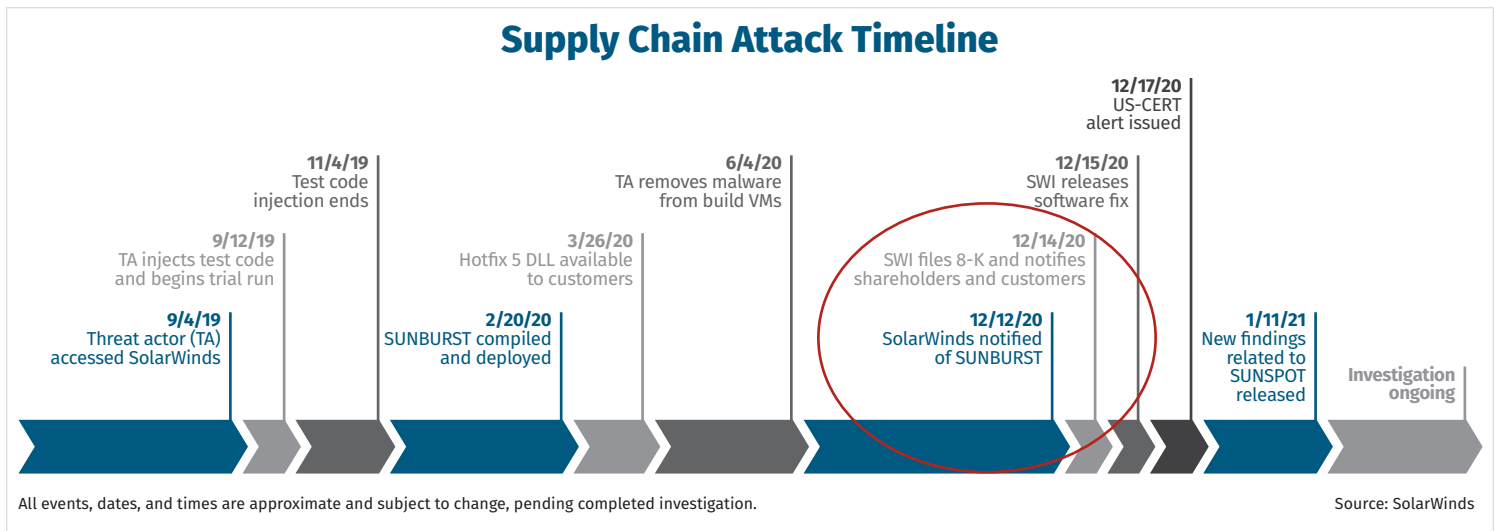 Supply Chain Attack Timeline
9/4/19
Threat actor (TA)
accessed SolarWinds
9/12/19
TA injects test code
and begins trial run
11/4/19
Test code
injection ends
2/20/20
SUNBURST compiled
and deployed
3/26/20
Hotfix 5 DLL available
to customers
6/4/20
TA removes malware
from build VMs
12/12/20
SolarWinds notified
of SUNBURST
12/14/20
SWI files 8-K and notifies
shareholders and customers
12/15/20
SWI releases
software fix
12/17/20
US-CERT
alert issued
1/11/21
New findings
related to
SUNSPOT
released
Investigation
ongoing
All events, dates, and times are approximate and subject to change, pending completed investigation.
Source: SolarWinds